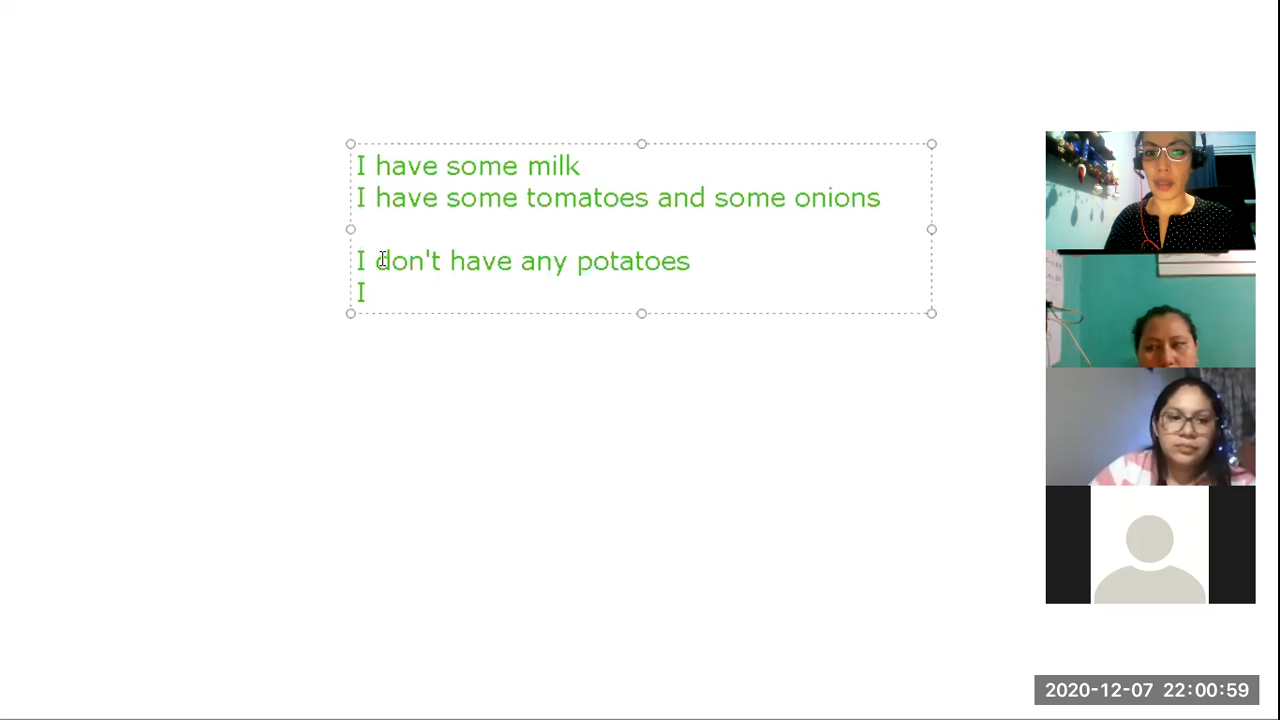 I have some milk
I have some tomatoes and some onions
I don't have any potatoes
I
2020-12-07 22:00:59